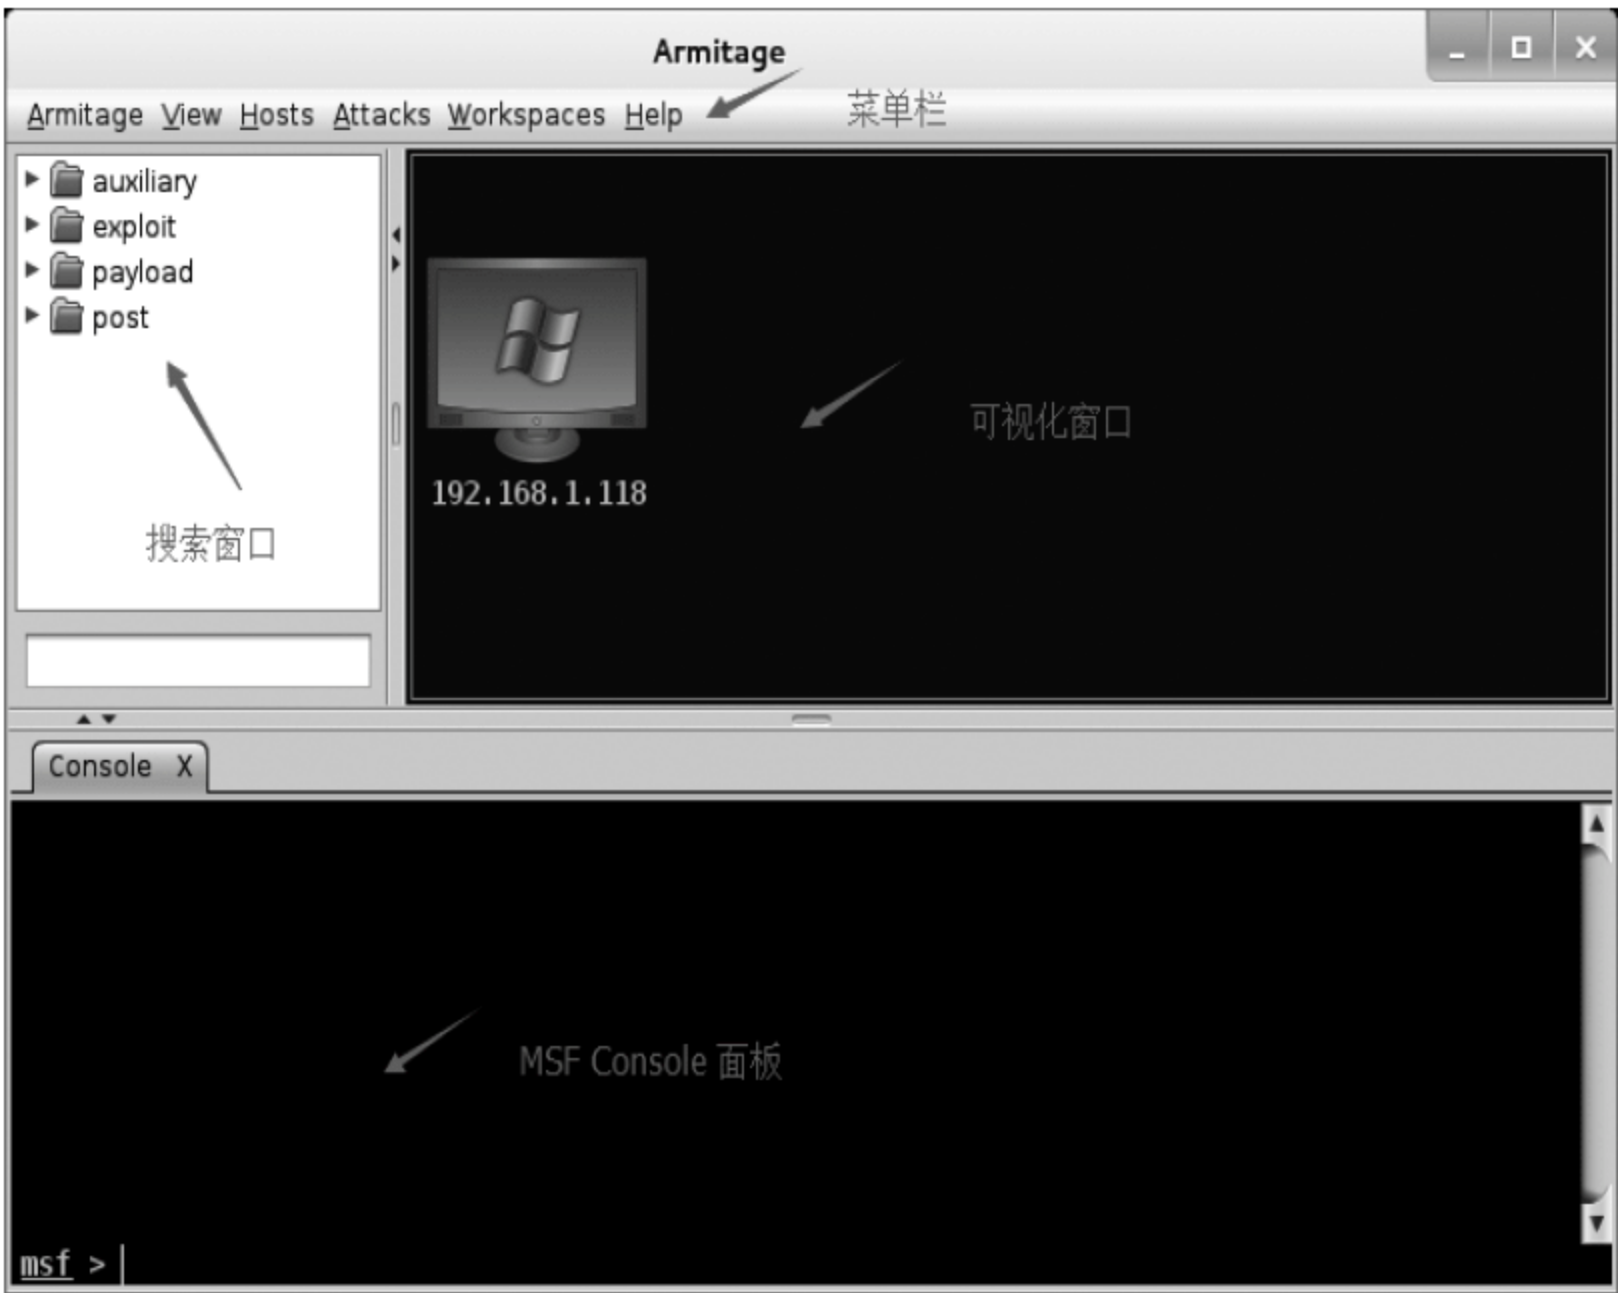 Armitage
Armitage View Hosts Attacks Workspaces Help
菜单栏
auxiliary
exploit
payload
post
搜索窗口
192.168.1.118
可视化窗口
Console X
MSF Console 面板
msf >